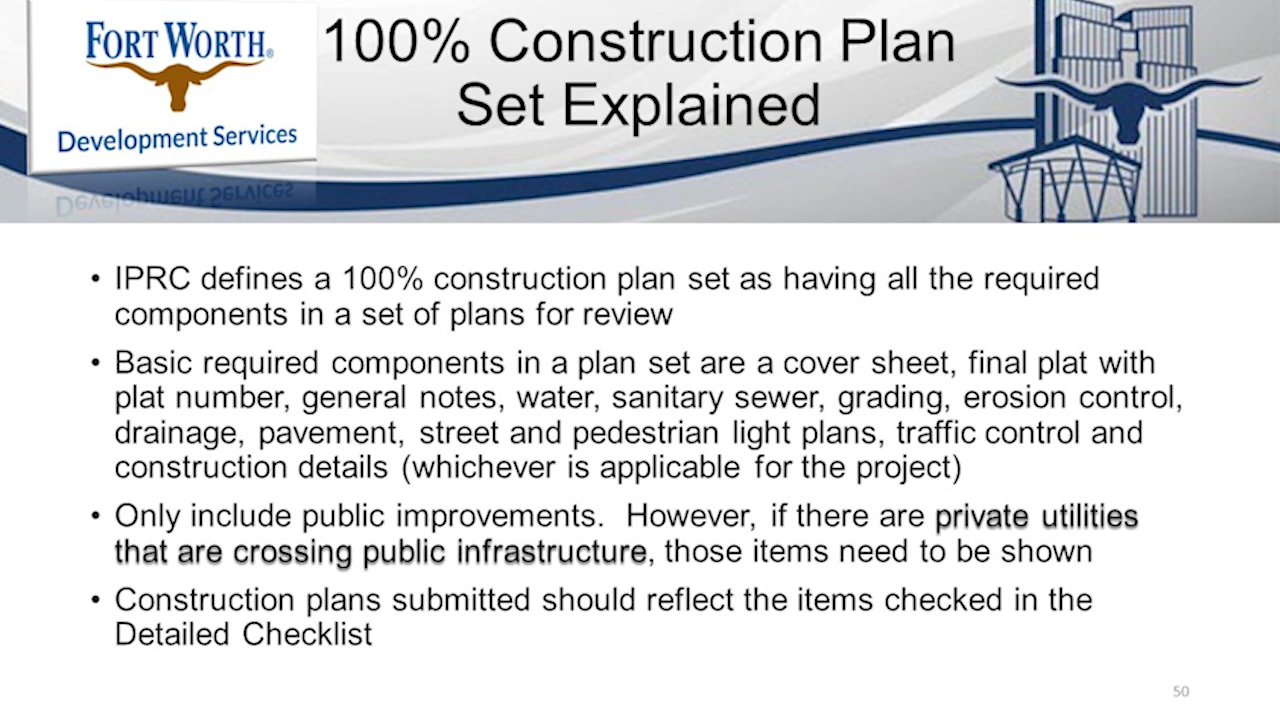 FORT WORTH®
Development Services
100% Construction Plan
Set Explained
• IPRC defines a 100% construction plan set as having all the required
components in a set of plans for review
• Basic required components in a plan set are a cover sheet, final plat with
plat number, general notes, water, sanitary sewer, grading, erosion control,
drainage, pavement, street and pedestrian light plans, traffic control and
construction details (whichever is applicable for the project)
• Only include public improvements. However, if there are private utilities
that are crossing public infrastructure, those items need to be shown
• Construction plans submitted should reflect the items checked in the
Detailed Checklist
50